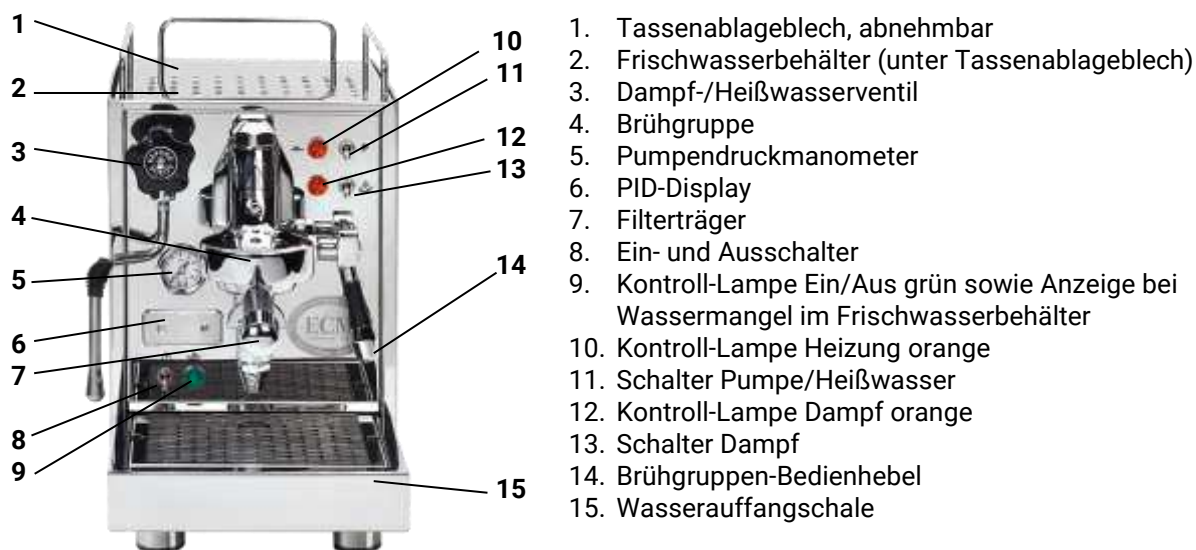 1
2
3
4
5
6
7
8
9
10
11
12
13
14
15
ECM
1. Tassenablageblech, abnehmbar
2. Frischwasserbehälter (unter Tassenablageblech)
3. Dampf-/Heißwasserventil
4. Brühgruppe
5. Pumpendruckmanometer
6. PID-Display
7. Filterträger
8. Ein- und Ausschalter
9. Kontroll-Lampe Ein/Aus grün sowie Anzeige bei
Wassermangel im Frischwasserbehälter
10. Kontroll-Lampe Heizung orange
11. Schalter Pumpe/Heißwasser
12. Kontroll-Lampe Dampf orange
13. Schalter Dampf
14. Brühgruppen-Bedienhebel
15. Wasserauffangschale